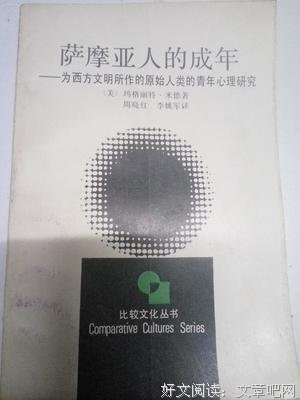 萨摩亚人的成年
——为西方文明所作的原始人类的青年心理研究
〔美〕玛格丽特·米德著
周晓红 李姚军译
比较文化丛书
Comparative Cultures Series
好文阅读:文章吧网